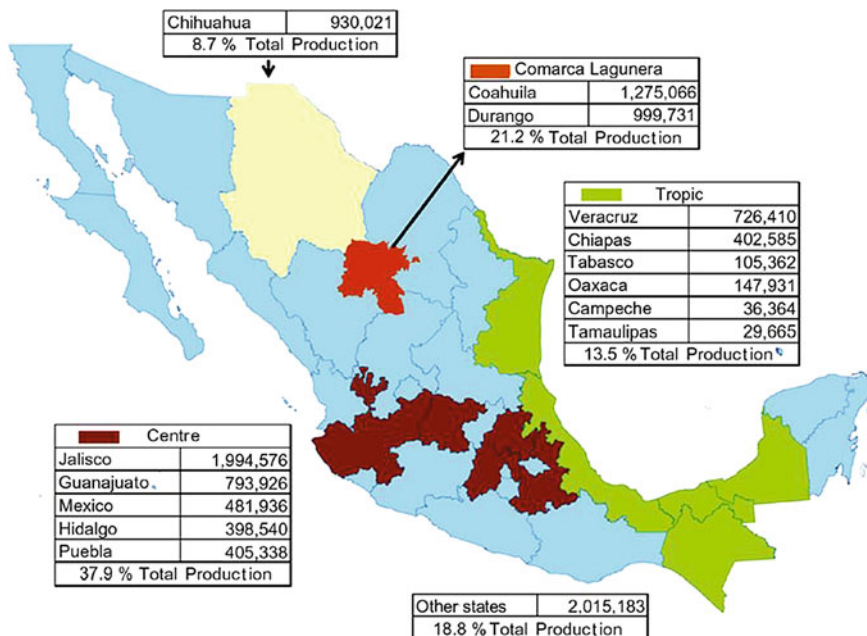 Chihuahua 930,021
8.7 % Total Production
Comarca Lagunera
Coahuila 1,275,066
Durango 999,731
21.2 % Total Production
Tropic
Veracruz 726,410
Chiapas 402,585
Tabasco 105,362
Oaxaca 147,931
Campeche 36,364
Tamaulipas 29,665
13.5 % Total Production
Centre
Jalisco 1,994,576
Guanajuato 793,926
Mexico 481,936
Hidalgo 398,540
Puebla 405,338
37.9 % Total Production
Other states 2,015,183
18.8 % Total Production